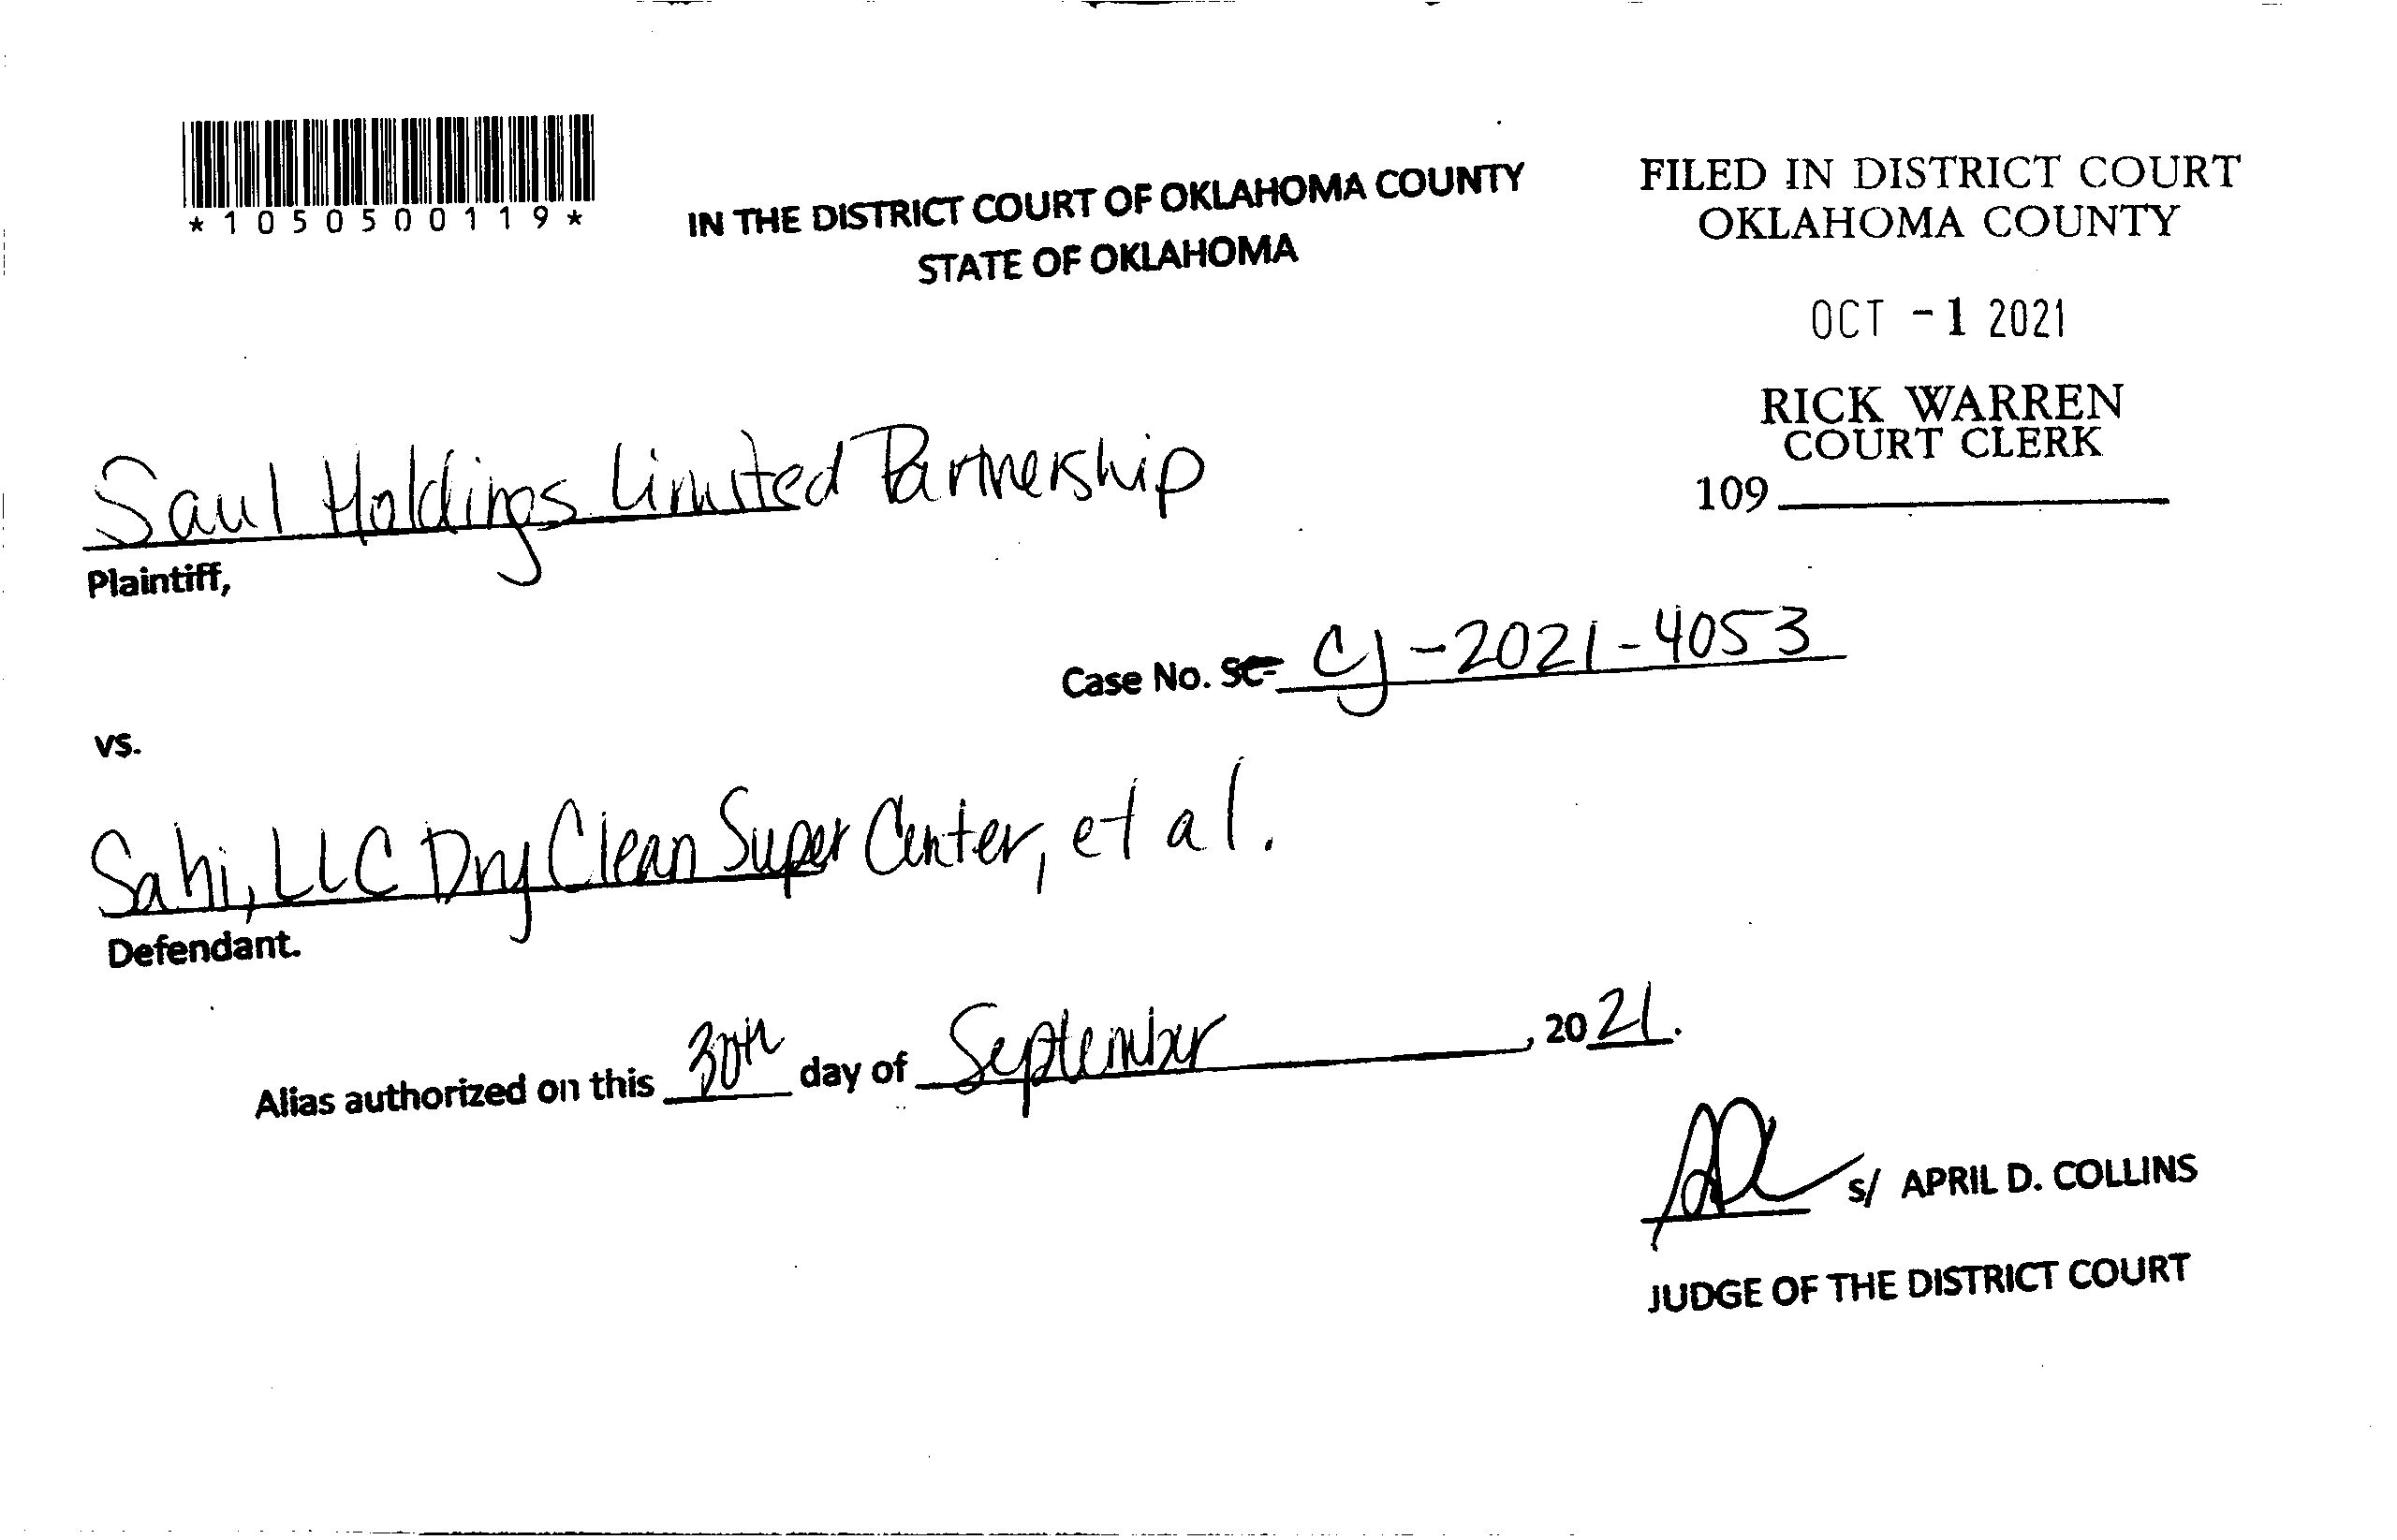 *1050500119*
IN THE DISTRICT COURT OF OKLAHOMA COUNTY
STATE OF OKLAHOMA
FILED IN DISTRICT COURT
OKLAHOMA COUNTY
OCT -1 2021
RICK WARREN
COURT CLERK
109
Saul Holdings Limited Partnership
Plaintiff,
Case No. SC- CJ-2021-4053
vs.
Sahi, LLC Dry Clean Super Center, et al.
Defendant.
Alias authorized on this 30th day of September, 2021.
s/ APRIL D. COLLINS
JUDGE OF THE DISTRICT COURT